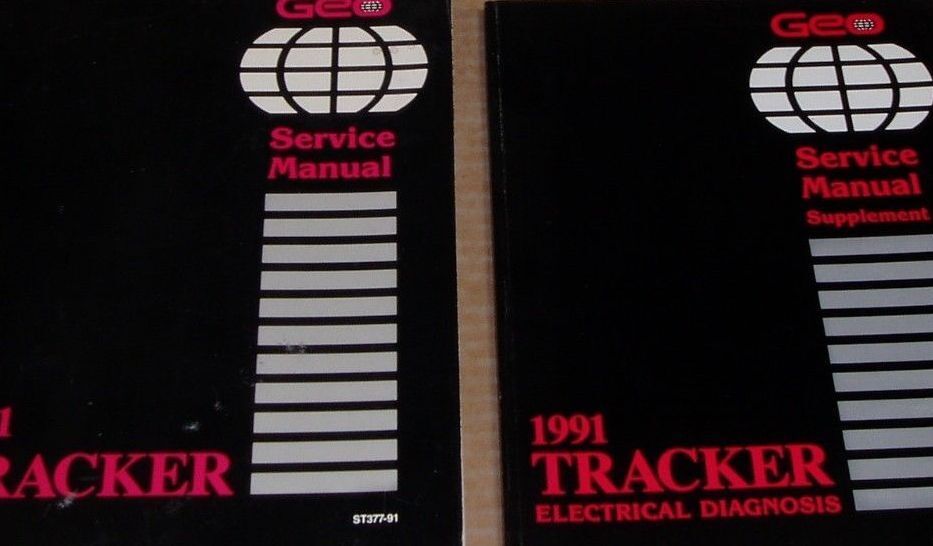 Geo
Service
Manual
1
RACKER
ST377-91
Geo
Service
Manual
Supplement
1991
TRACKER
ELECTRICAL DIAGNOSIS